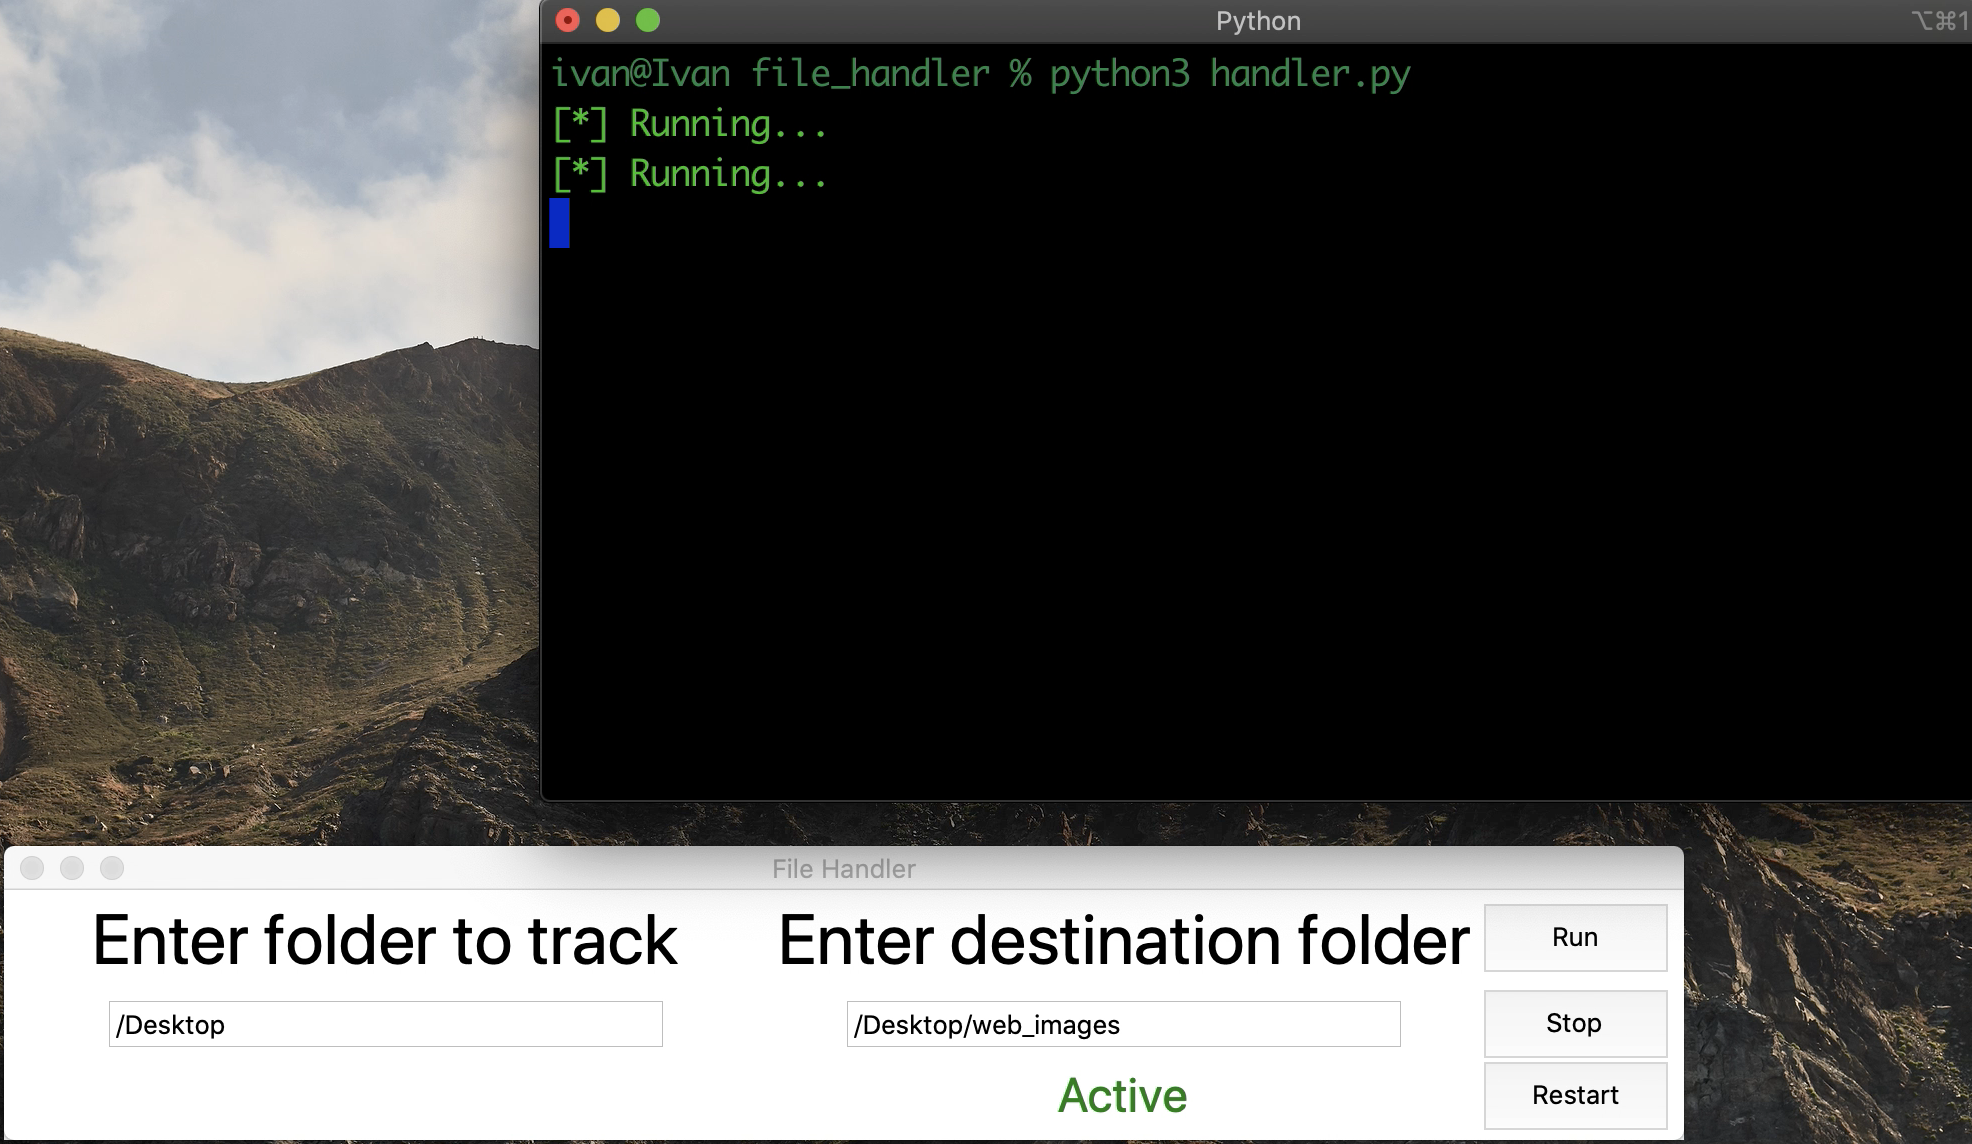 Python
⌥⌘1
ivan@Ivan file_handler % python3 handler.py
[*] Running...
[*] Running...
File Handler
Enter folder to track
Enter destination folder
Run
/Desktop
/Desktop/web_images
Stop
Active
Restart